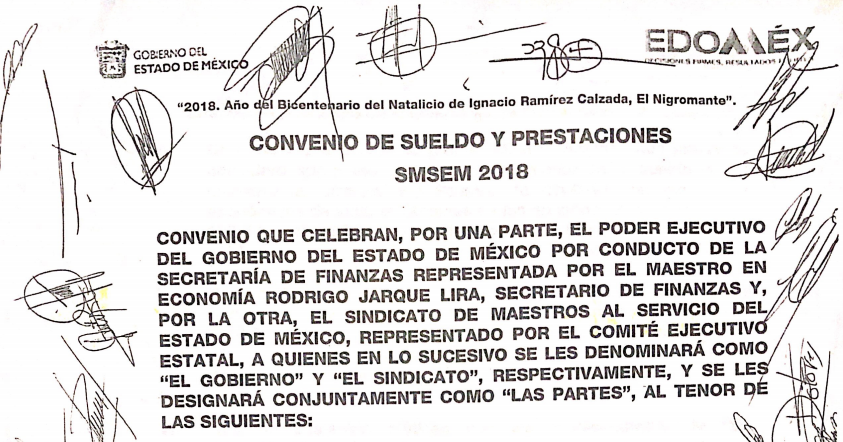 GOBIERNO DEL
ESTADO DE MÉXICO
EDOMÉX
DECISIONES FIRMES, RESULTADOS
"2018. Año del Bicentenario del Natalicio de Ignacio Ramírez Calzada, El Nigromante".
CONVENIO DE SUELDO Y PRESTACIONES
SMSEM 2018
CONVENIO QUE CELEBRAN, POR UNA PARTE, EL PODER EJECUTIVO
DEL GOBIERNO DEL ESTADO DE MÉXICO POR CONDUCTO DE LA
SECRETARÍA DE FINANZAS REPRESENTADA POR EL MAESTRO EN
ECONOMÍA RODRIGO JARQUE LIRA, SECRETARIO DE FINANZAS Y,
POR LA OTRA, EL SINDICATO DE MAESTROS AL SERVICIO DEL
ESTADO DE MÉXICO, REPRESENTADO POR EL COMITÉ EJECUTIVO
ESTATAL, A QUIENES EN LO SUCESIVO SE LES DENOMINARÁ COMO
"EL GOBIERNO" Y "EL SINDICATO", RESPECTIVAMENTE, Y SE LES
DESIGNARÁ CONJUNTAMENTE COMO "LAS PARTES", AL TENOR DE
LAS SIGUIENTES: